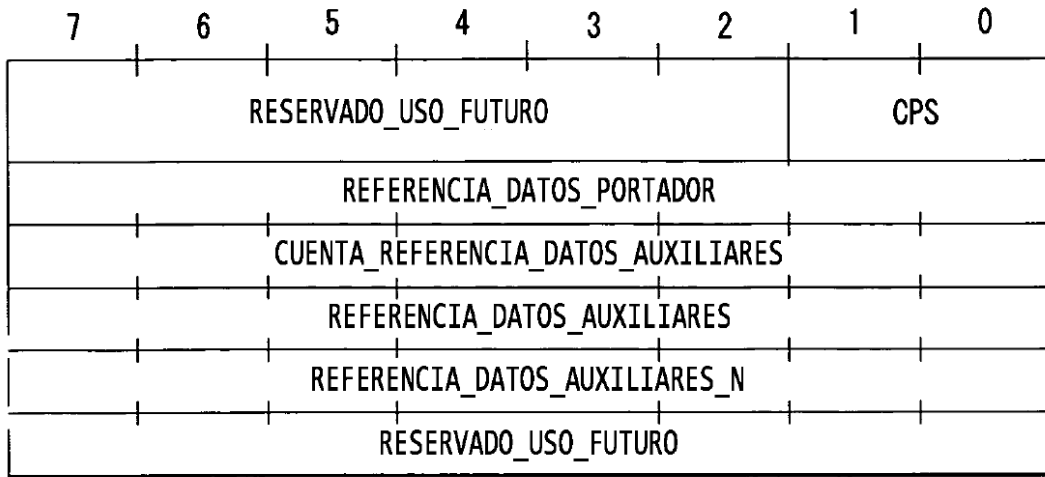 7 6 5 4 3 2 1 0
RESERVADO_USO_FUTURO CPS
REFERENCIA_DATOS_PORTADOR
CUENTA_REFERENCIA_DATOS_AUXILIARES
REFERENCIA_DATOS_AUXILIARES
REFERENCIA_DATOS_AUXILIARES_N
RESERVADO_USO_FUTURO